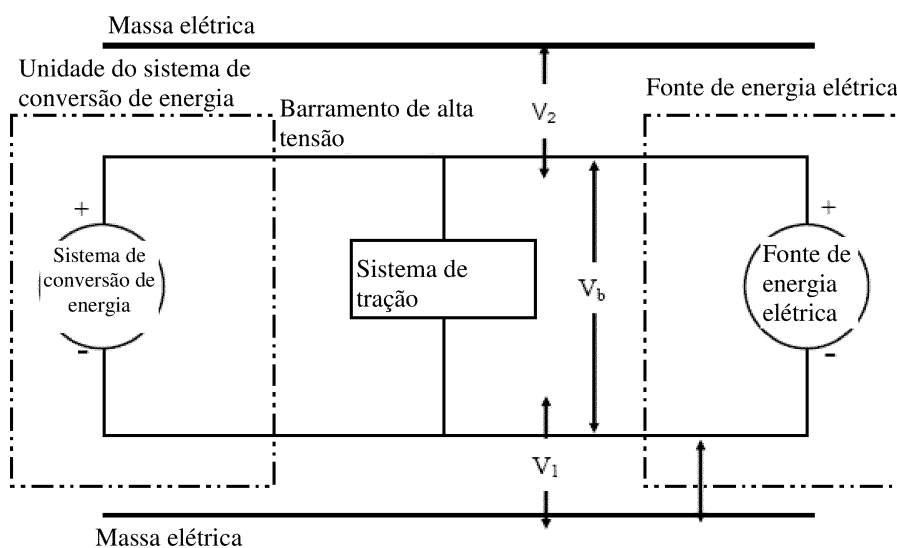 Massa elétrica
Unidade do sistema de
conversão de energia
Fonte de energia elétrica
Barramento de alta
tensão
V2
+
+
Sistema de
conversão de
energia
Sistema de
tração
Vb
Fonte de
energia
elétrica
-
-
V1
Massa elétrica